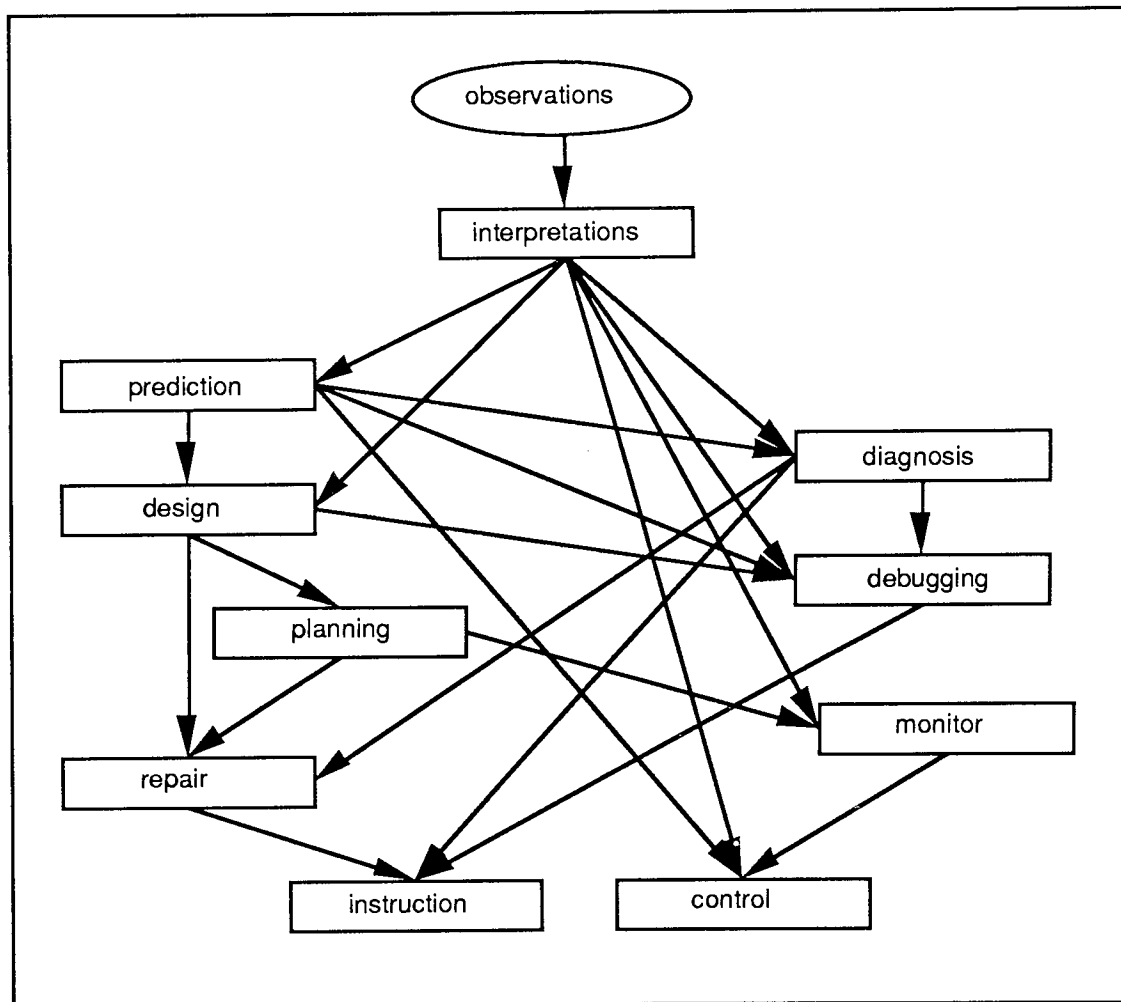 observations
interpretations
prediction
diagnosis
design
debugging
planning
monitor
repair
instruction
control